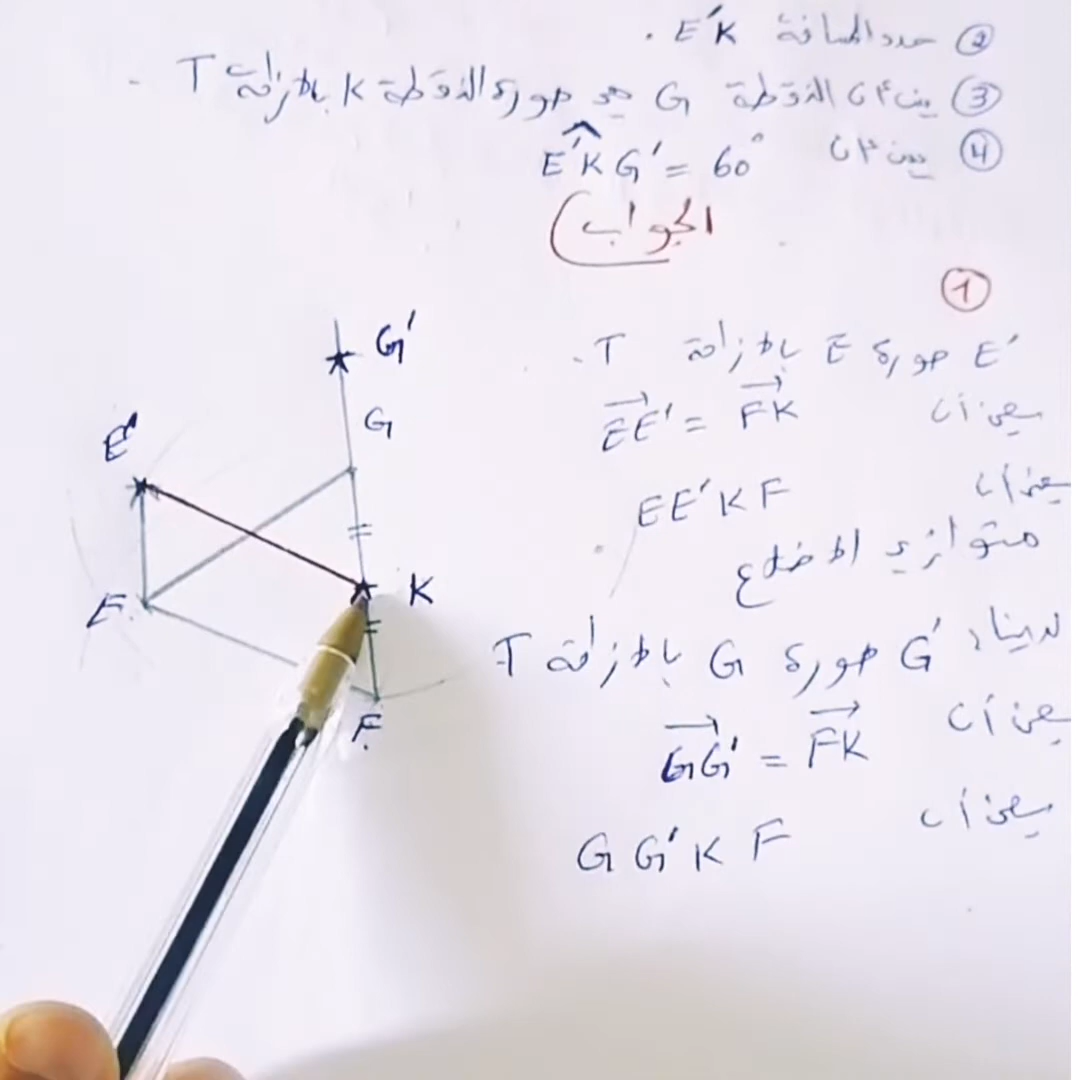 ② حدد المسافة E'K .
③ بين أن النقطة G هي صورة النقطة K بالإزاحة T .
④ بين أن E'K̂G' = 60°
الجواب
①
E' صورة E بالإزاحة T .
يعني أن EE'→ = FK→
يعني أن EE'KF
متوازي الأضلاع
لدينا G' صورة G بالإزاحة T
يعني أن GG'→ = FK→
يعني أن GG'KF
G'
G
E'
K
E
F